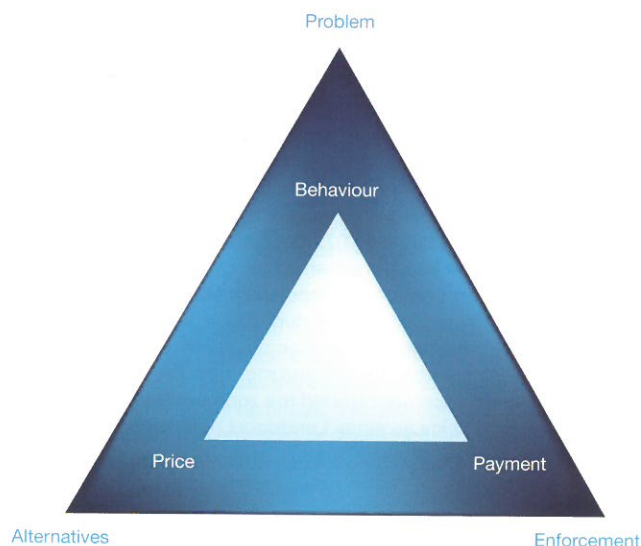 Problem
Behaviour
Price
Payment
Alternatives
Enforcement